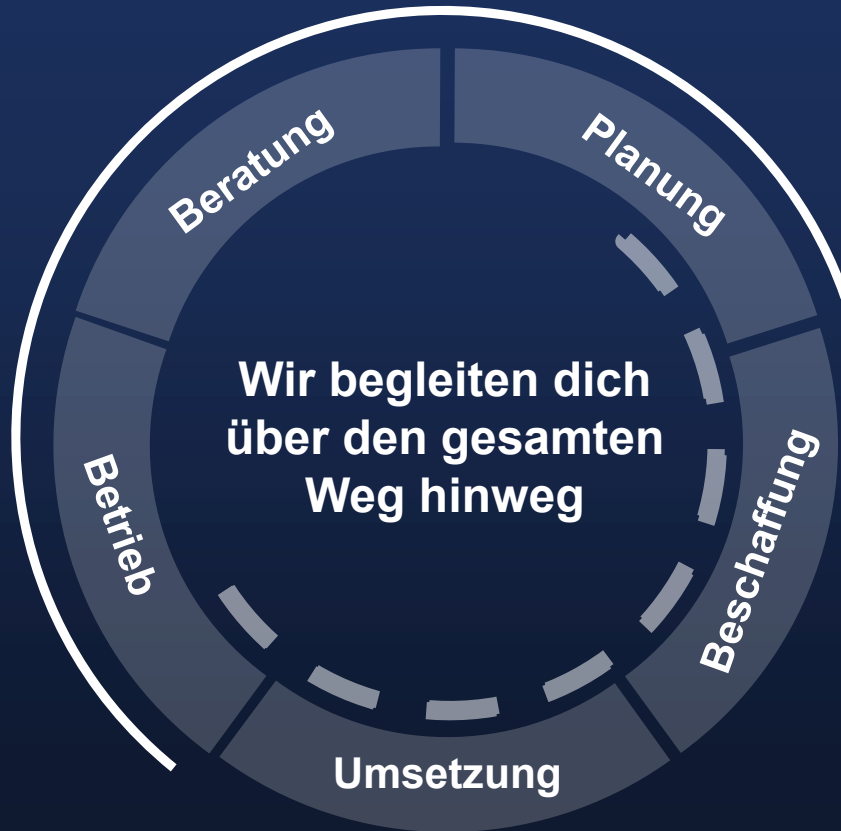 Beratung
Planung
Beschaffung
Umsetzung
Betrieb
Wir begleiten dich
über den gesamten
Weg hinweg